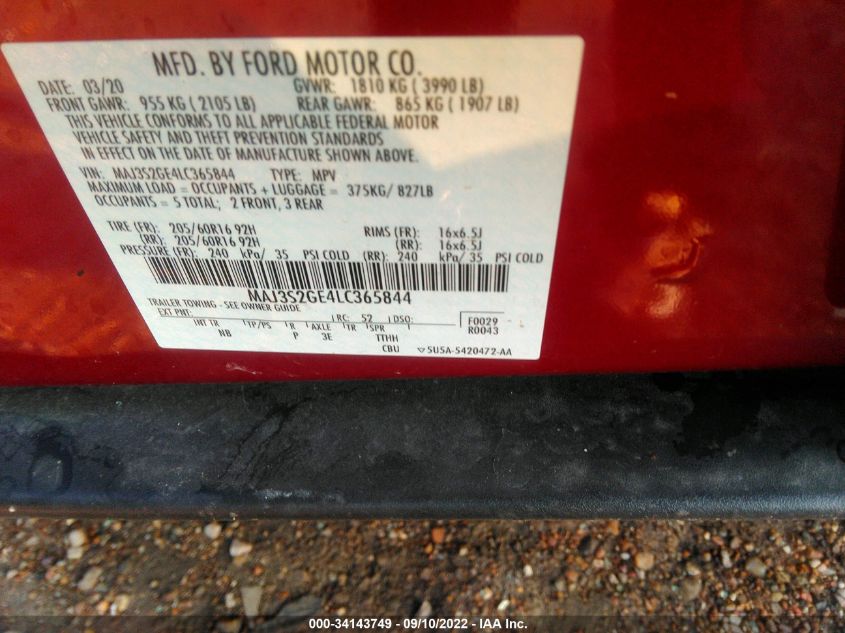 MFD. BY FORD MOTOR CO.
DATE: 03/20 GVWR: 1810 KG ( 3990 LB)
FRONT GAWR: 955 KG ( 2105 LB) REAR GAWR: 865 KG ( 1907 LB)
THIS VEHICLE CONFORMS TO ALL APPLICABLE FEDERAL MOTOR
VEHICLE SAFETY AND THEFT PREVENTION STANDARDS
IN EFFECT ON THE DATE OF MANUFACTURE SHOWN ABOVE.
VIN: MAJ3S2GE4LC365844 TYPE: MPV
MAXIMUM LOAD = OCCUPANTS + LUGGAGE = 375KG/ 827LB
OCCUPANTS = 5 TOTAL; 2 FRONT, 3 REAR
TIRE (FR): 205/60R16 92H RIMS (FR): 16x6.5J
(RR): 205/60R16 92H (RR): 16x6.5J
PRESSURE (FR): 240 kPa/ 35 PSI COLD (RR): 240 kPa/ 35 PSI COLD
MAJ3S2GE4LC365844
TRAILER TOWING - SEE OWNER GUIDE
EXT PNT: RC: 52 DSO: F0029
INT TR TP/PS R AXLE TR SPR R0043
NB P 3E TTHH
CBU 5U5A-5420472-AA
000-34143749 - 09/10/2022 - IAA Inc.